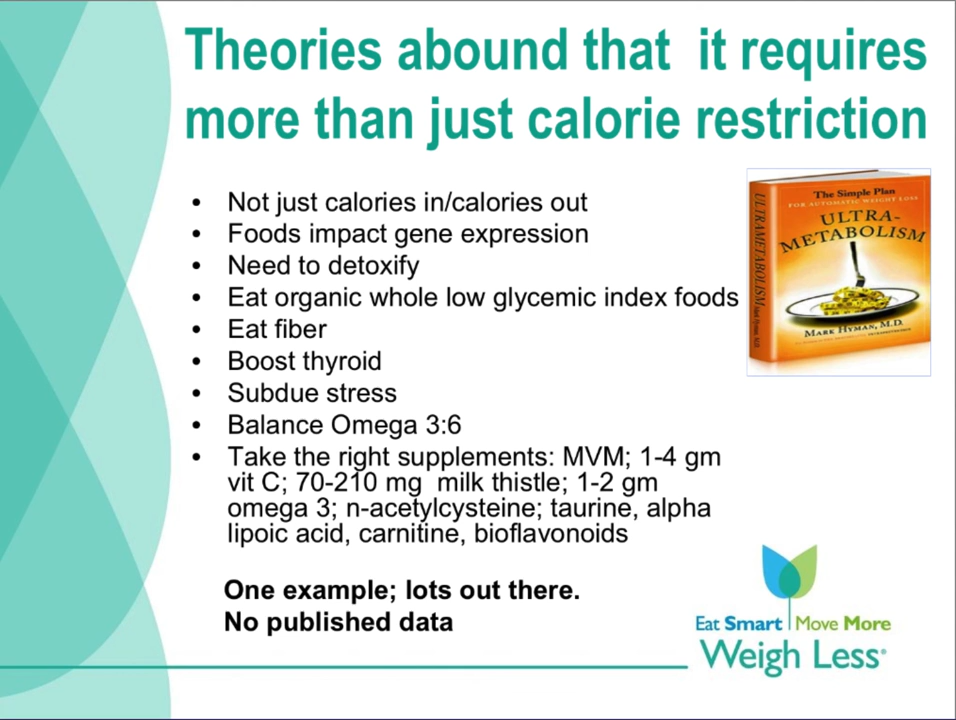 Theories abound that it requires
more than just calorie restriction
• Not just calories in/calories out
• Foods impact gene expression
• Need to detoxify
• Eat organic whole low glycemic index foods
• Eat fiber
• Boost thyroid
• Subdue stress
• Balance Omega 3:6
• Take the right supplements: MVM; 1-4 gm
vit C; 70-210 mg milk thistle; 1-2 gm
omega 3; n-acetylcysteine; taurine, alpha
lipoic acid, carnitine, bioflavonoids
One example; lots out there.
No published data
The Simple Plan
FOR AUTOMATIC WEIGHT LOSS
ULTRA-
METABOLISM
MARK HYMAN, M.D.
ULTRAMETABOLISM
Eat Smart Move More
Weigh Less®